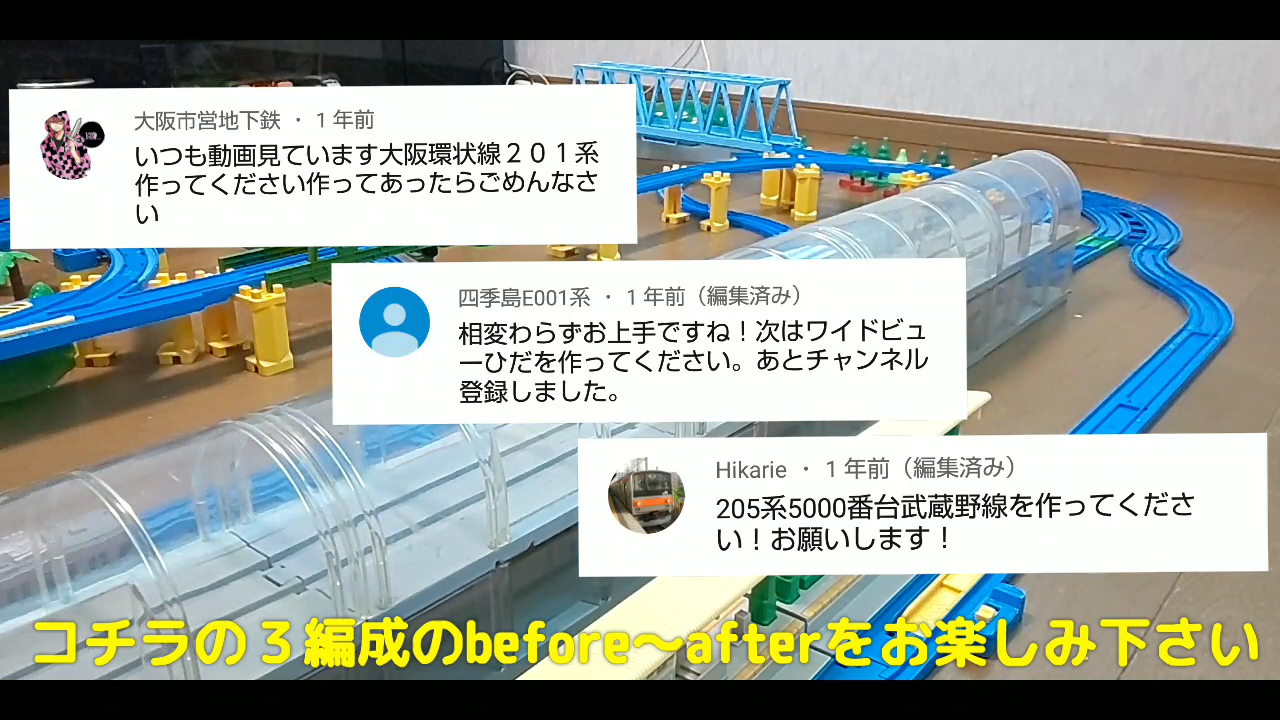 大阪市営地下鉄 ・ 1 年前
いつも動画見ています大阪環状線２０１系
作ってください作ってあったらごめんなさ
い
四季島E001系 ・ 1 年前（編集済み）
相変わらずお上手ですね！次はワイドビュ
ーひだを作ってください。あとチャンネル
登録しました。
Hikarie ・ 1 年前（編集済み）
205系5000番台武蔵野線を作ってくださ
い！お願いします！
コチラの３編成のbefore〜afterをお楽しみ下さい